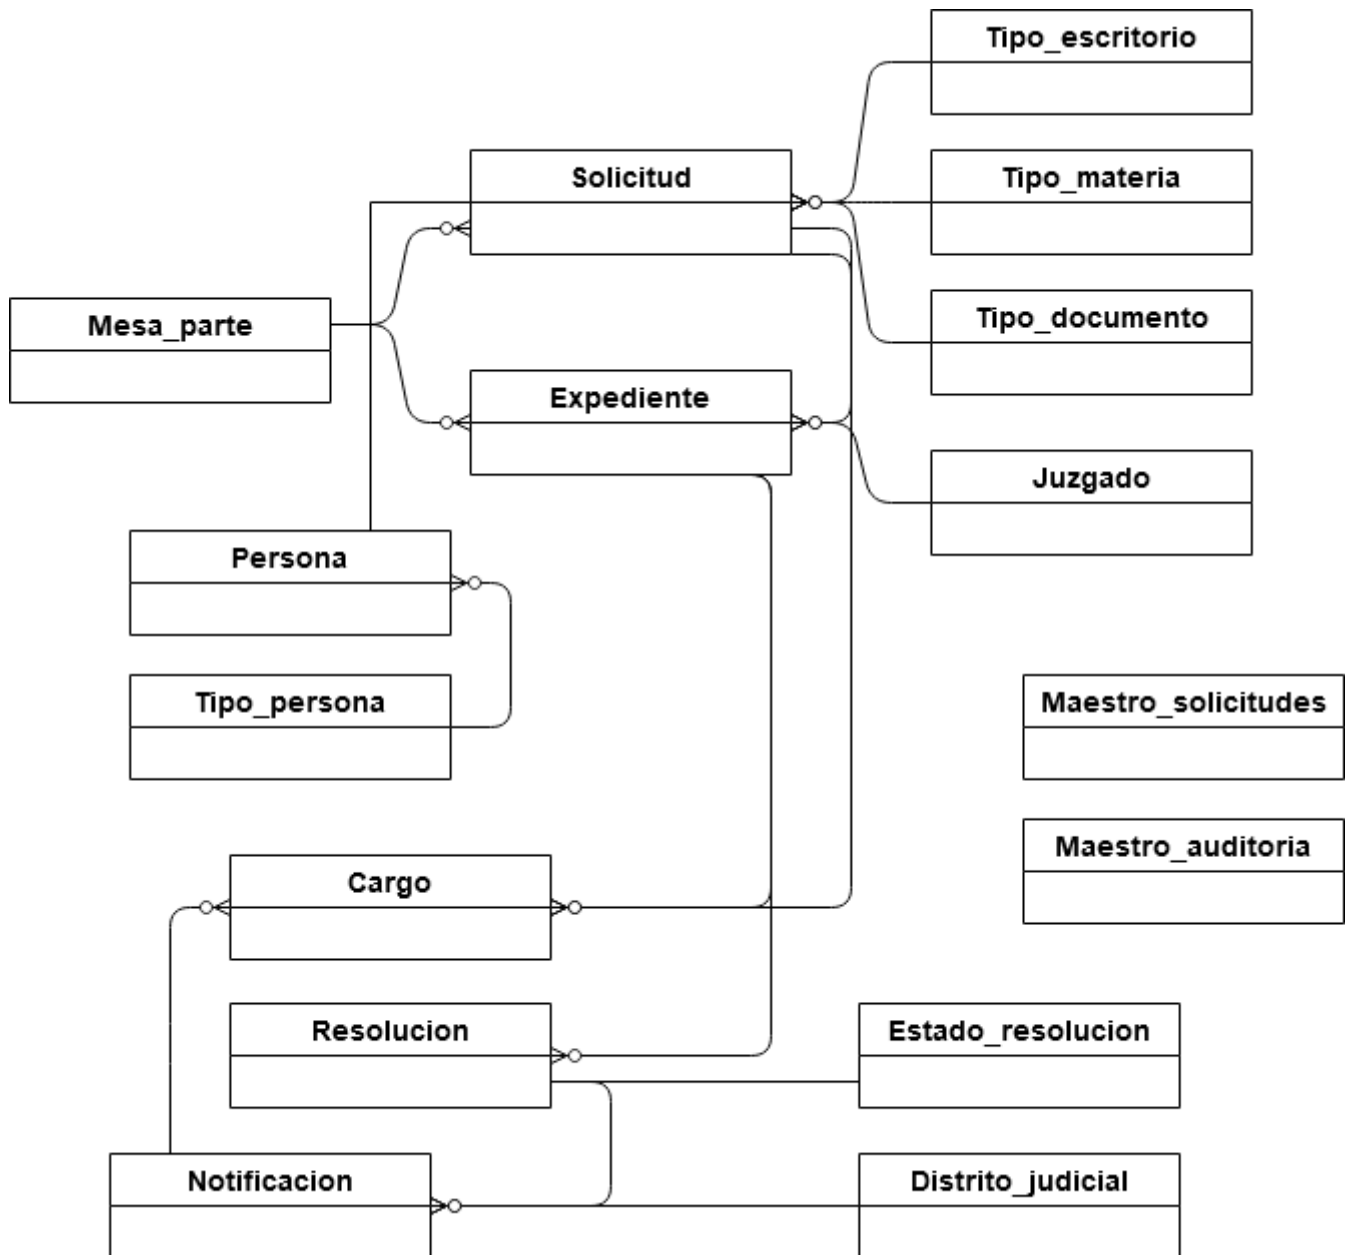 Tipo_escritorio
Solicitud
Tipo_materia
Mesa_parte
Tipo_documento
Expediente
Juzgado
Persona
Tipo_persona
Maestro_solicitudes
Maestro_auditoria
Cargo
Resolucion
Estado_resolucion
Notificacion
Distrito_judicial